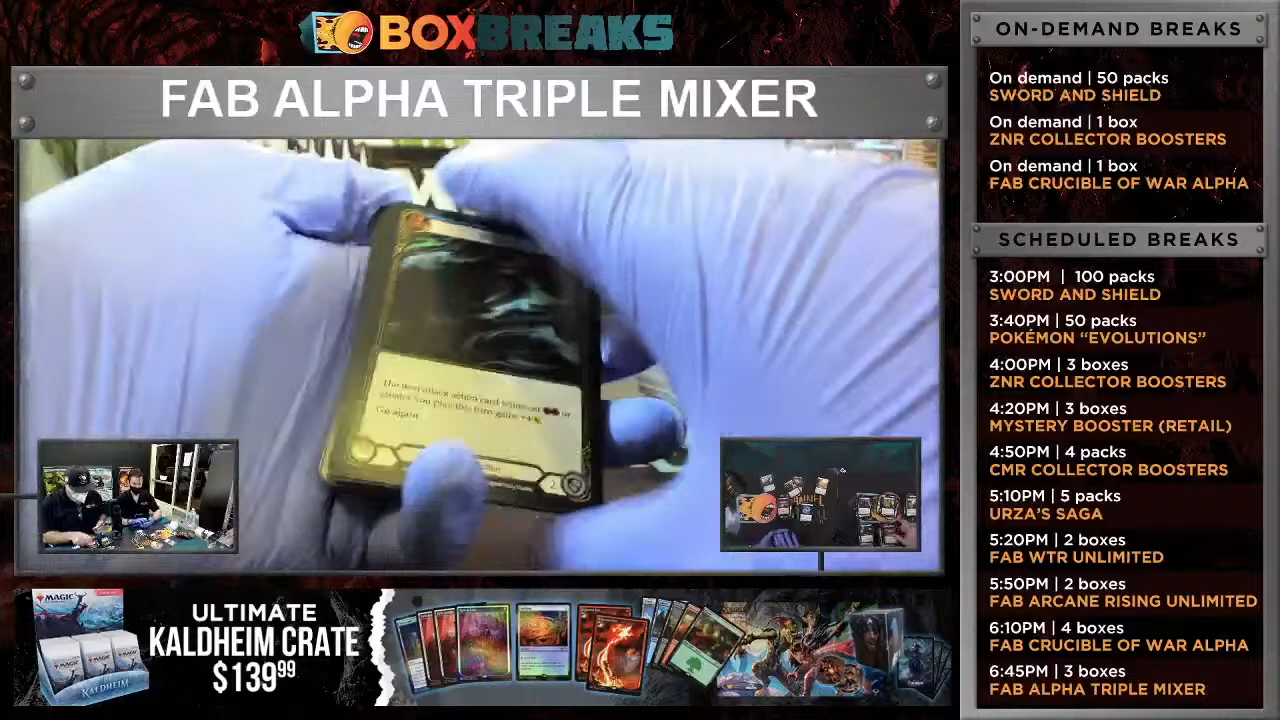 BOXBREAKS
FAB ALPHA TRIPLE MIXER
Go again
ULTIMATE
KALDHEIM CRATE
$139.99
MAGIC
KALDHEIM
ON-DEMAND BREAKS
On demand | 50 packs
SWORD AND SHIELD
On demand | 1 box
ZNR COLLECTOR BOOSTERS
On demand | 1 box
FAB CRUCIBLE OF WAR ALPHA
SCHEDULED BREAKS
3:00PM | 100 packs
SWORD AND SHIELD
3:40PM | 50 packs
POKÉMON “EVOLUTIONS”
4:00PM | 3 boxes
ZNR COLLECTOR BOOSTERS
4:20PM | 3 boxes
MYSTERY BOOSTER (RETAIL)
4:50PM | 4 packs
CMR COLLECTOR BOOSTERS
5:10PM | 5 packs
URZA’S SAGA
5:20PM | 2 boxes
FAB WTR UNLIMITED
5:50PM | 2 boxes
FAB ARCANE RISING UNLIMITED
6:10PM | 4 boxes
FAB CRUCIBLE OF WAR ALPHA
6:45PM | 3 boxes
FAB ALPHA TRIPLE MIXER